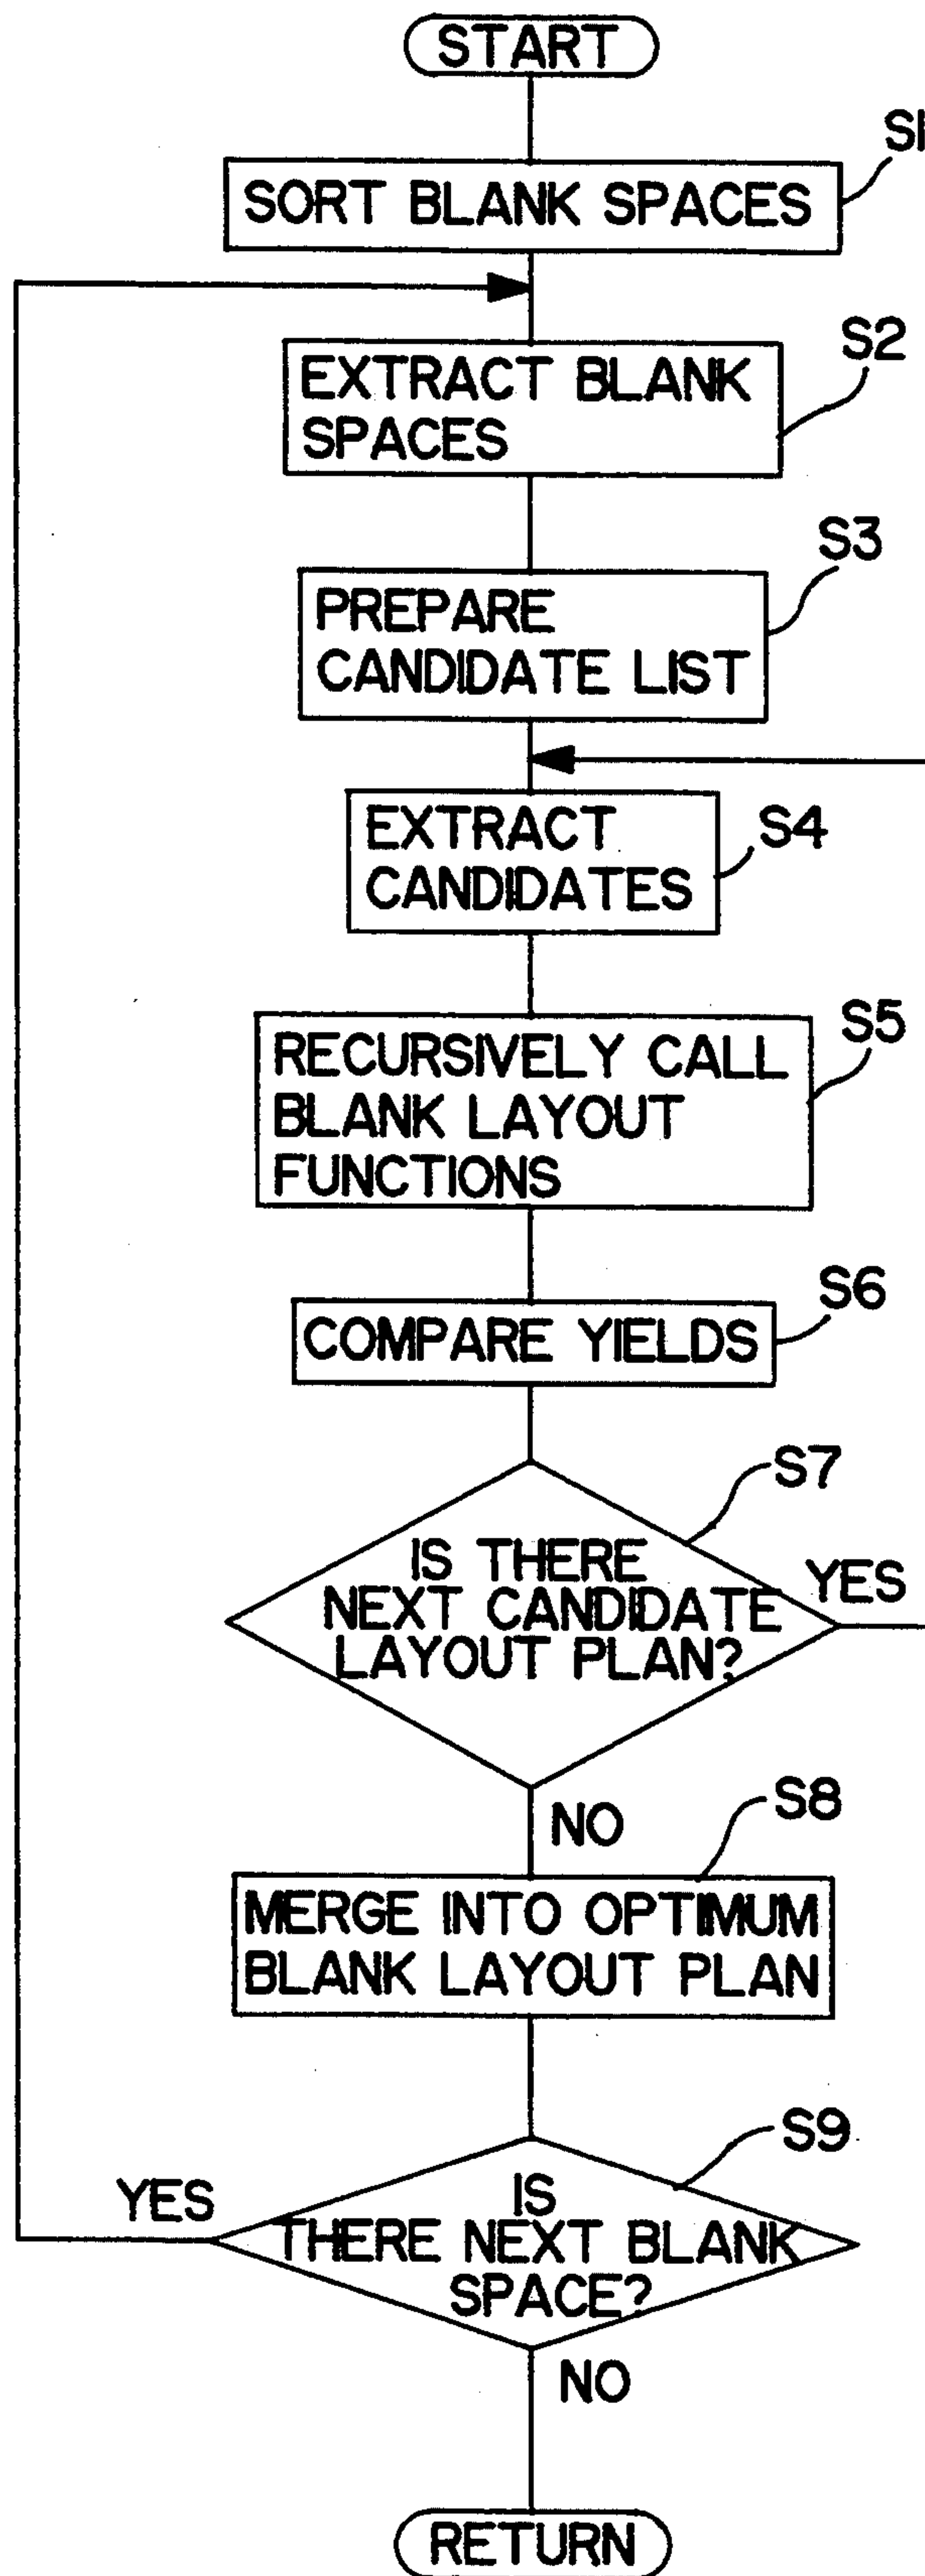 START
S1
SORT BLANK SPACES
S2
EXTRACT BLANK
SPACES
S3
PREPARE
CANDIDATE LIST
S4
EXTRACT
CANDIDATES
S5
RECURSIVELY CALL
BLANK LAYOUT
FUNCTIONS
S6
COMPARE YIELDS
S7
IS THERE
NEXT CANDIDATE
LAYOUT PLAN?
YES
NO
S8
MERGE INTO OPTIMUM
BLANK LAYOUT PLAN
S9
YES
IS
THERE NEXT BLANK
SPACE?
NO
RETURN